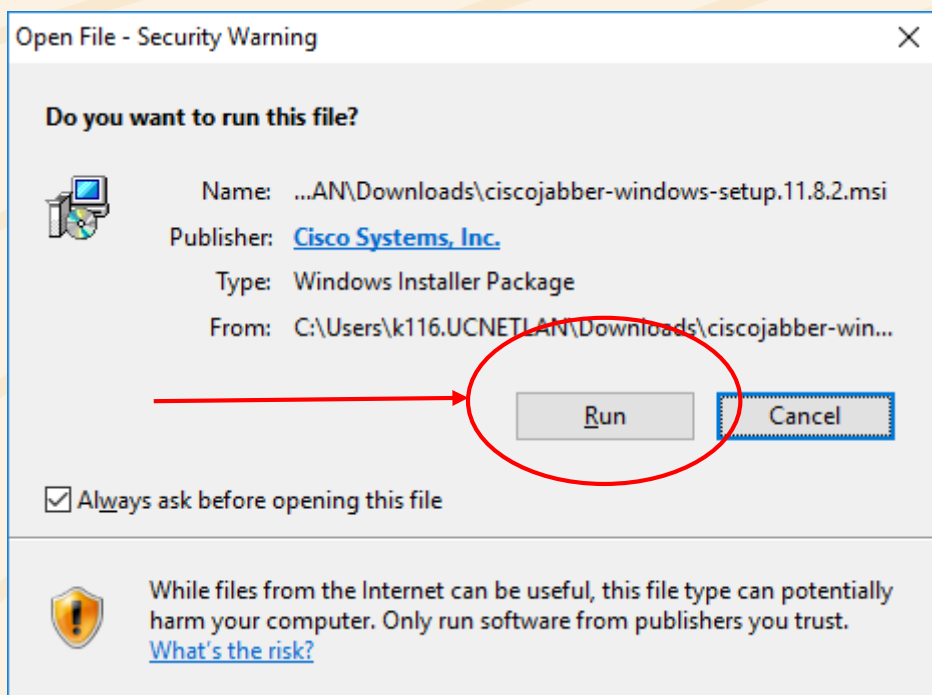 Open File - Security Warning
Do you want to run this file?
Name: ...AN\Downloads\ciscojabber-windows-setup.11.8.2.msi
Publisher: Cisco Systems, Inc.
Type: Windows Installer Package
From: C:\Users\k116.UCNETLAN\Downloads\ciscojabber-win...
Run Cancel
Always ask before opening this file
While files from the Internet can be useful, this file type can potentially
harm your computer. Only run software from publishers you trust.
What's the risk?